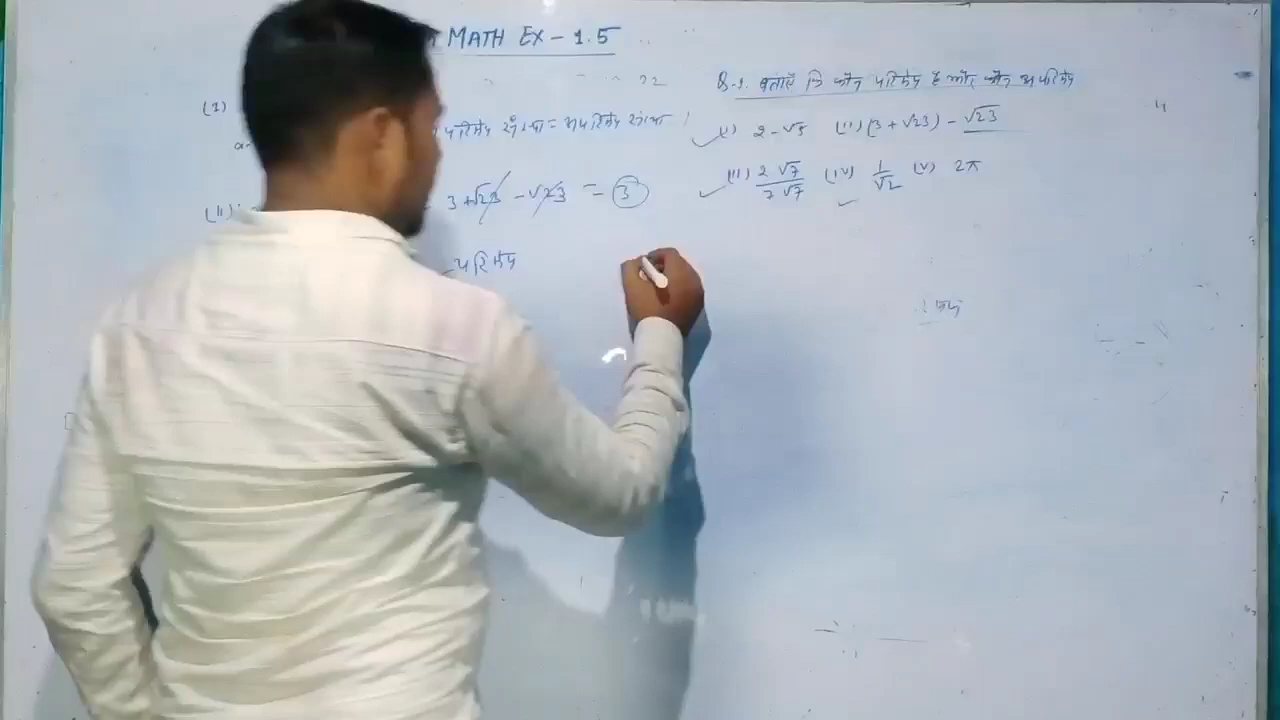 MATH EX - 1.5
Q.1. बताएँ कि कौन परिमेय है और कौन अपरिमेय
(I)
परिमेय संख्या = अपरिमेय संख्या
(i) 2 - √5 (ii) (3 + √23) - √23
(iii) 2√7 / 7√7 (iv) 1/√2 (v) 2π
(ii) 3 + √23 - √23 = 3
परिमेय